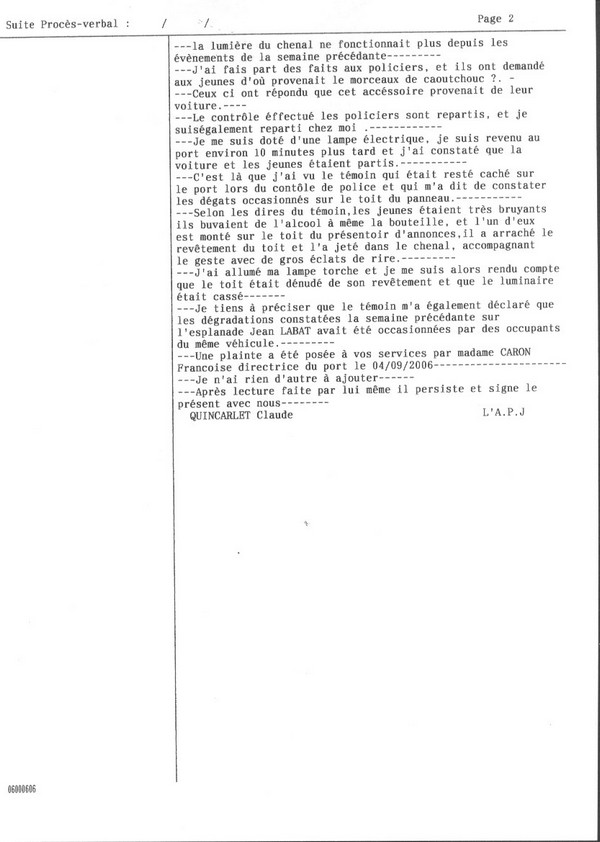 Suite Procès-verbal :     /     /.
Page 2
---la lumière du chenal ne fonctionnait plus depuis les
évènements de la semaine précédante---------
---J'ai fais part des faits aux policiers, et ils ont demandé
aux jeunes d'où provenait le morceaux de caoutchouc ?. -
---Ceux ci ont répondu que cet accéssoire provenait de leur
voiture.----
---Le contrôle éffectué les policiers sont repartis, et je
suiségalement reparti chez moi .------------
---Je me suis doté d'une lampe électrique, je suis revenu au
port environ 10 minutes plus tard et j'ai constaté que la
voiture et les jeunes étaient partis.-----------
---C'est là que j'ai vu le témoin qui était resté caché sur
le port lors du contôle de police et qui m'a dit de constater
les dégats occasionnés sur le toit du panneau.-----------
---Selon les dires du témoin,les jeunes étaient très bruyants
ils buvaient de l'alcool à même la bouteille, et l'un d'eux
est monté sur le toit du présentoir d'annonces,il a arraché le
revêtement du toit et l'a jeté dans le chenal, accompagnant
le geste avec de gros éclats de rire.---------
---J'ai allumé ma lampe torche et je me suis alors rendu compte
que le toit était dénudé de son revêtement et que le luminaire
était cassé-------
---Je tiens à préciser que le témoin m'a également déclaré que
les dégradations constatées la semaine précédante sur
l'esplanade Jean LABAT avait été occasionnées par des occupants
du même véhicule.---------
---Une plainte a été posée à vos services par madame CARON
Francoise directrice du port le 04/09/2006----------------------
---Je n'ai rien d'autre à ajouter------
---Après lecture faite par lui même il persiste et signe le
présent avec nous--------
QUINCARLET Claude
L'A.P.J
06000606